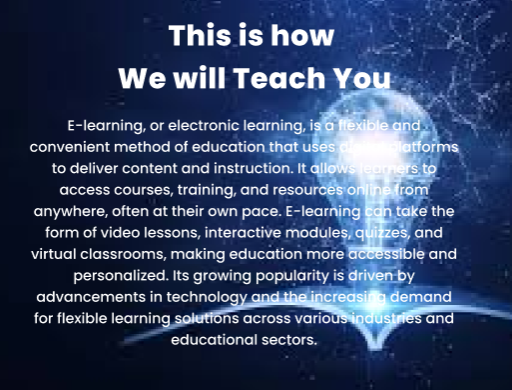 This is how
We will Teach You
E-learning, or electronic learning, is a flexible and
convenient method of education that uses digital platforms
to deliver content and instruction. It allows learners to
access courses, training, and resources online from
anywhere, often at their own pace. E-learning can take the
form of video lessons, interactive modules, quizzes, and
virtual classrooms, making education more accessible and
personalized. Its growing popularity is driven by
advancements in technology and the increasing demand
for flexible learning solutions across various industries and
educational sectors.